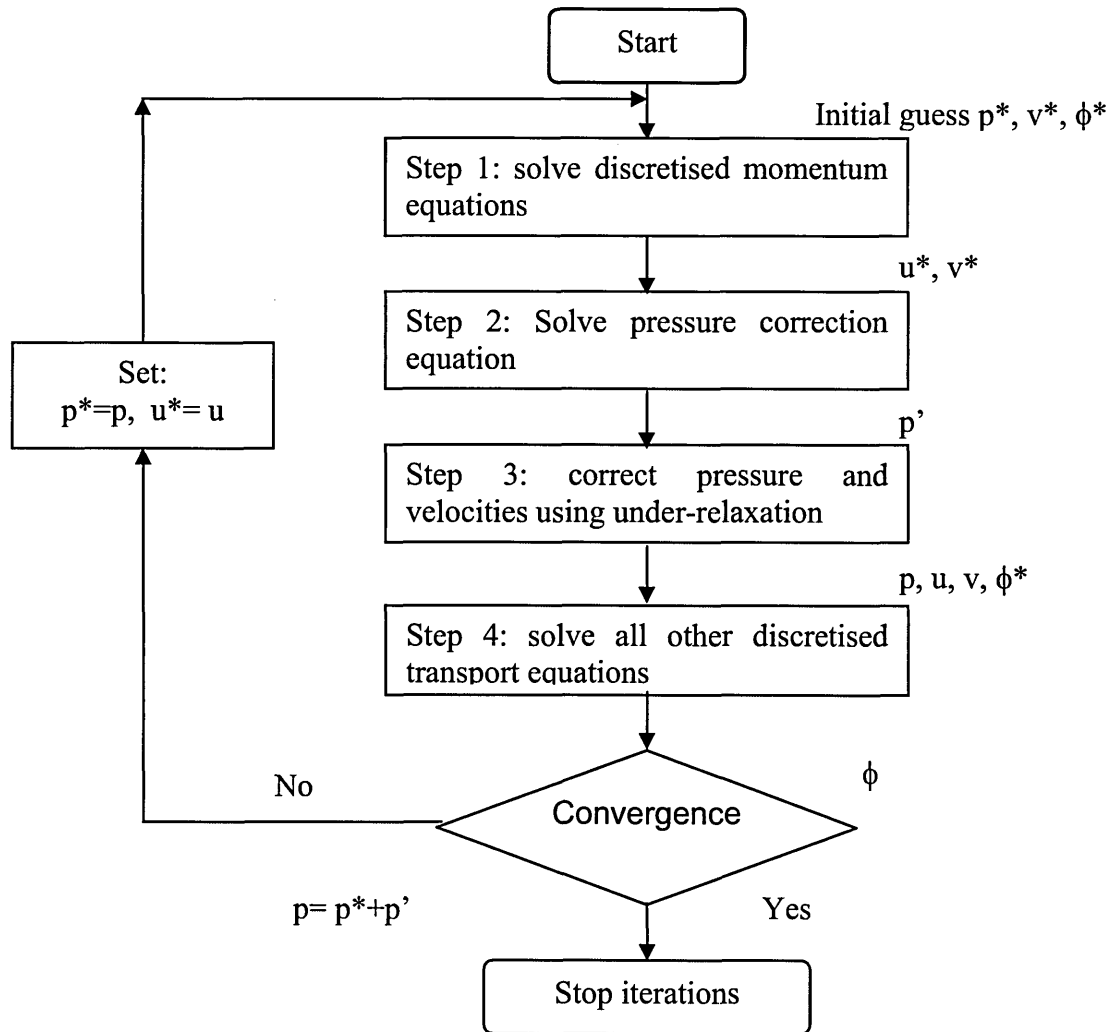 Start
Initial guess p*, v*, ϕ*
Step 1: solve discretised momentum
equations
u*, v*
Step 2: Solve pressure correction
equation
Set:
p*=p, u*= u
p’
Step 3: correct pressure and
velocities using under-relaxation
p, u, v, ϕ*
Step 4: solve all other discretised
transport equations
No
ϕ
Convergence
p= p*+p’
Yes
Stop iterations